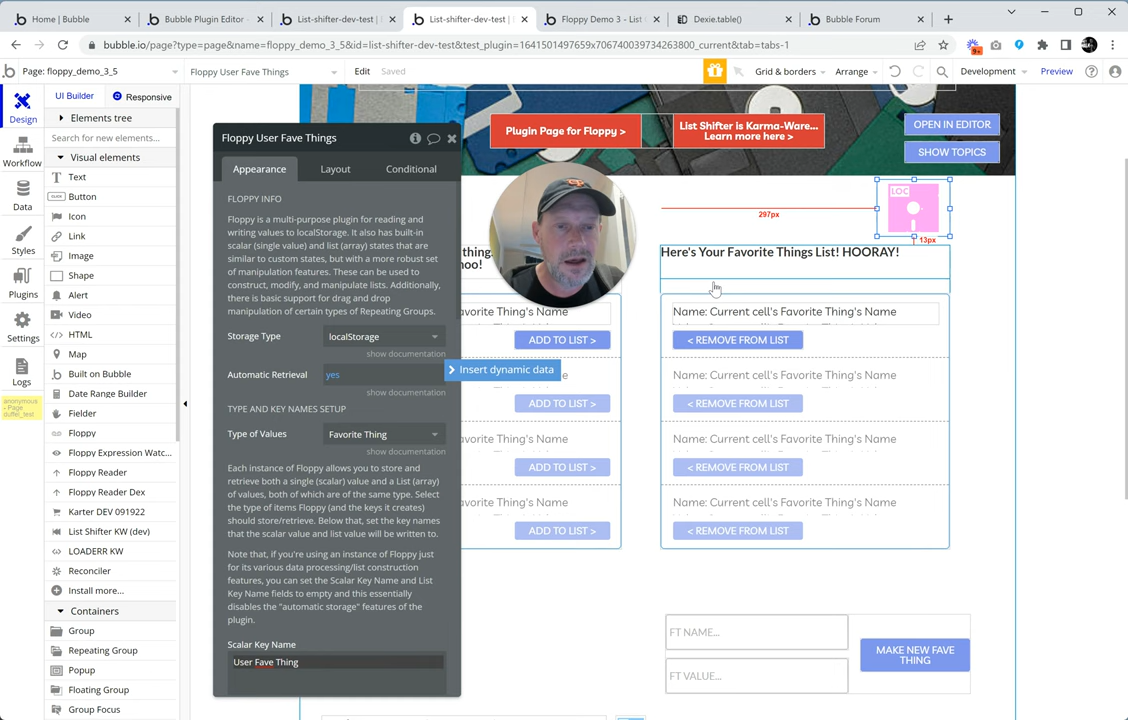 Home | Bubble
Bubble Plugin Editor -
List-shifter-dev-test |
List-shifter-dev-test |
Floppy Demo 3 - List
Dexie.table()
Bubble Forum
bubble.io/page?type=page&name=floppy_demo_3_5&id=list-shifter-dev-test&test_plugin=1641501497659x706740039734263800_current&tab=tabs-1
9+
Page: floppy_demo_3_5
Floppy User Fave Things
Edit
Saved
Grid & borders
Arrange
Development
Preview
UI Builder
Responsive
Design
Workflow
Data
Styles
Plugins
Settings
Logs
anonymous - Page duffel_test
Elements tree
Search for new elements...
Visual elements
Text
Button
Icon
Link
Image
Shape
Alert
Video
HTML
Map
Built on Bubble
Date Range Builder
Fielder
Floppy
Floppy Expression Watc...
Floppy Reader
Floppy Reader Dex
Karter DEV 091922
List Shifter KW (dev)
LOADERR KW
Reconciler
Install more...
Containers
Group
Repeating Group
Popup
Floating Group
Group Focus
Floppy User Fave Things
Appearance
Layout
Conditional
FLOPPY INFO
Floppy is a multi-purpose plugin for reading and
writing values to localStorage. It also has built-in
scalar (single value) and list (array) states that are
similar to custom states, but with a more robust set
of manipulation features. These can be used to
construct, modify, and manipulate lists. Additionally,
there is basic support for drag and drop
manipulation of certain types of Repeating Groups.
Storage Type
localStorage
show documentation
Automatic Retrieval
yes
Insert dynamic data
show documentation
TYPE AND KEY NAMES SETUP
Type of Values
Favorite Thing
show documentation
Each instance of Floppy allows you to store and
retrieve both a single (scalar) value and a List (array)
of values, both of which are of the same type. Select
the type of items Floppy (and the keys it creates)
should store/retrieve. Below that, set the key names
that the scalar value and list value will be written to.
Note that, if you're using an instance of Floppy just
for its various data processing/list construction
features, you can set the Scalar Key Name and List
Key Name fields to empty and this essentially
disables the "automatic storage" features of the
plugin.
Scalar Key Name
User Fave Thing
Plugin Page for Floppy >
List Shifter is Karma-Ware...
Learn more here >
OPEN IN EDITOR
SHOW TOPICS
LOC
297px
13px
Here's Your Favorite Things List! HOORAY!
Favorite Thing's Name
ADD TO LIST >
Name: Current cell's Favorite Thing's Name
< REMOVE FROM LIST
Favorite Thing's Name
ADD TO LIST >
Name: Current cell's Favorite Thing's Name
< REMOVE FROM LIST
Favorite Thing's Name
ADD TO LIST >
Name: Current cell's Favorite Thing's Name
< REMOVE FROM LIST
Favorite Thing's Name
ADD TO LIST >
Name: Current cell's Favorite Thing's Name
< REMOVE FROM LIST
FT NAME...
FT VALUE...
MAKE NEW FAVE
THING